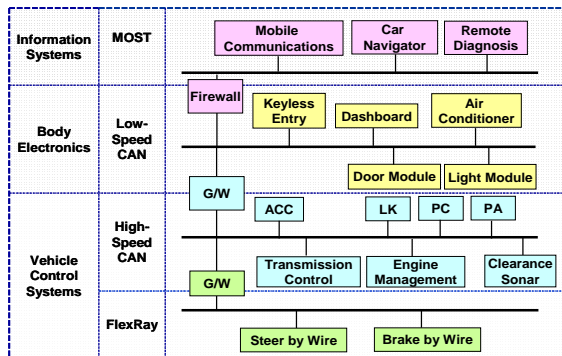 Information
Systems
MOST
Mobile
Communications
Car
Navigator
Remote
Diagnosis
Firewall
Body
Electronics
Low-
Speed
CAN
Keyless
Entry
Dashboard
Air
Conditioner
Door Module
Light Module
G/W
Vehicle
Control
Systems
High-
Speed
CAN
ACC
LK
PC
PA
Transmission
Control
Engine
Management
Clearance
Sonar
G/W
FlexRay
Steer by Wire
Brake by Wire